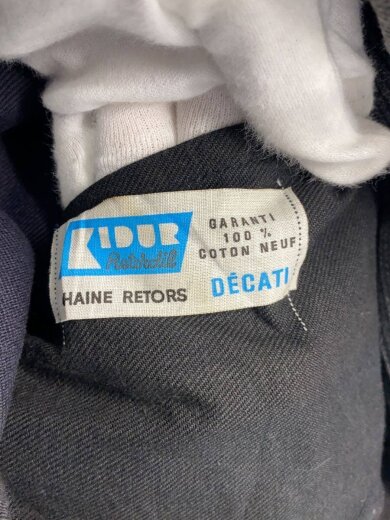 KIDUR
GARANTI
100 %
COTON NEUF
HAINE RETORS
DÉCATI